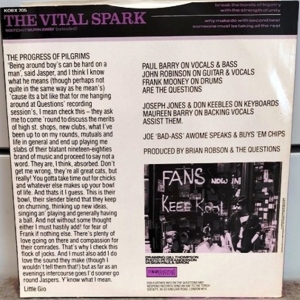 THE VITAL SPARK
break the bonds of bigotry
with the strength of unity
THE PROGRESS OF PILGRIMS
'Being around boy's can be hard on a
man', said Jasper, and I think I know
what he means (though perhaps not
quite in the same way as he mean's)
'cause its a bit like that for me hanging
around at Questions' recording
session's, I mean check this – they ask
me to come 'round to discuss the merits
of high st. shops, new clubs, what I've
been up to on my rounds, mutuals and
life in general and end up playing me
slabs of their blatant nineteen-eighties
brand of music and proceed to say not a
word. They are, I think, absorbed. Don't
get me wrong, they're all great cats, but
really! You gotta take time out for chicks
and whatever else makes up your bowl
of life. And thats it I guess. This is their
bowl, their slender blend that they keep
on churning, thinking up new ideas,
singing an' playing and generally having
a ball. And not without some thought
either I must hastily add! for fear of
frank if nothing else. There's plenty of
love going on there and compassion for
their comrades. That's why I check this
flock of jocks. And I must also add I do
love the sound they make (though I
wouldn't tell them that!) but as far as an
evenings intercourse goes I'd sooner go
round Jaspers. Y'know what I mean.
Little Gio
PAUL BARRY ON VOCALS & BASS
JOHN ROBINSON ON GUITAR & VOCALS
FRANK MOONEY ON DRUMS
ARE THE QUESTIONS
JOSEPH JONES & DON KEEBLES ON KEYBOARDS
MAUREEN BARRY ON BACKING VOCALS
ASSIST THEM.
JOE 'BAD-ASS' AWOME SPEAKS & BUYS 'EM CHIPS
PRODUCED BY BRIAN ROBSON & THE QUESTIONS
FANS
NOW IN